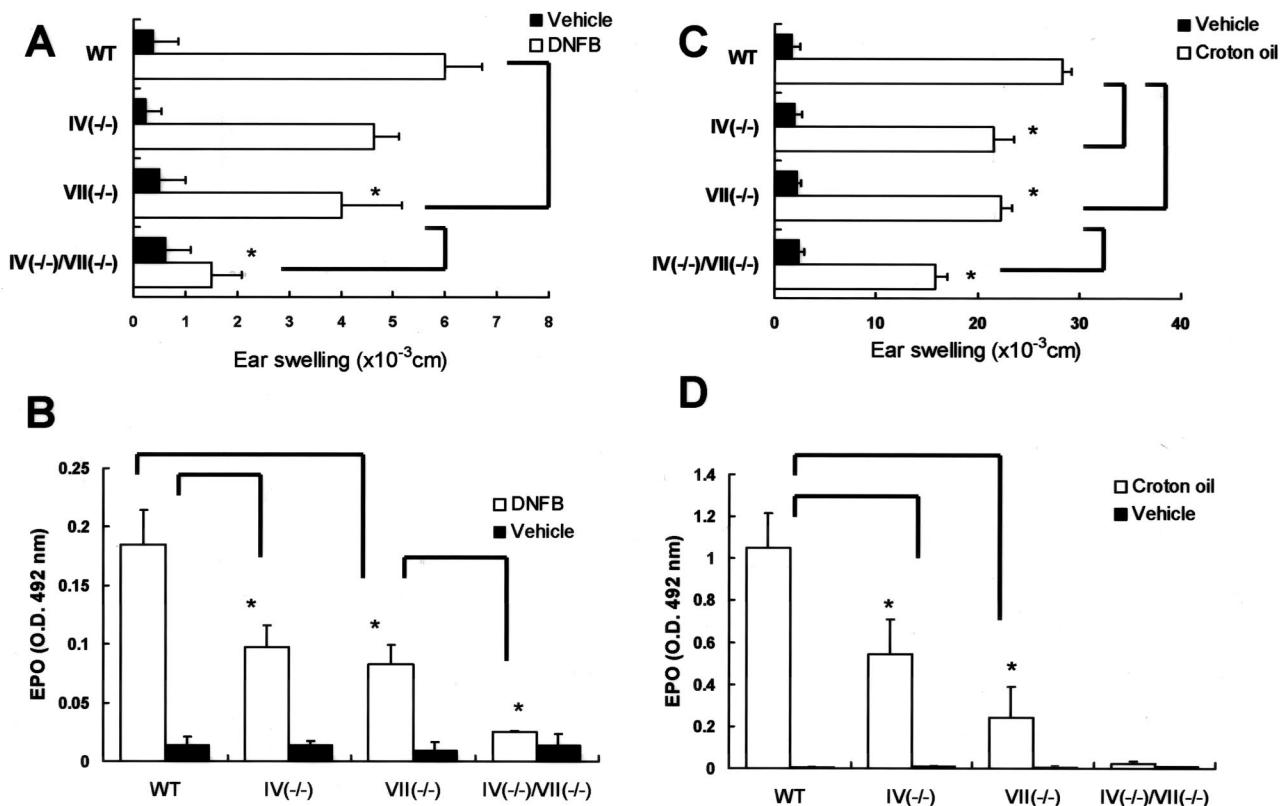 A
Vehicle
DNFB
WT
IV(-/-)
VII(-/-)
IV(-/-)/VII(-/-)
*
*
0 1 2 3 4 5 6 7 8
Ear swelling (x10⁻³cm)
C
Vehicle
Croton oil
WT
IV(-/-)
VII(-/-)
IV(-/-)/VII(-/-)
*
*
*
0 10 20 30 40
Ear swelling (x10⁻³cm)
B
EPO (O.D. 492 nm)
0.25
0.2
0.15
0.1
0.05
0
DNFB
Vehicle
*
*
*
WT IV(-/-) VII(-/-) IV(-/-)/VII(-/-)
D
EPO (O.D. 492 nm)
1.4
1.2
1
0.8
0.6
0.4
0.2
0
Croton oil
Vehicle
*
*
WT IV(-/-) VII(-/-) IV(-/-)/VII(-/-)